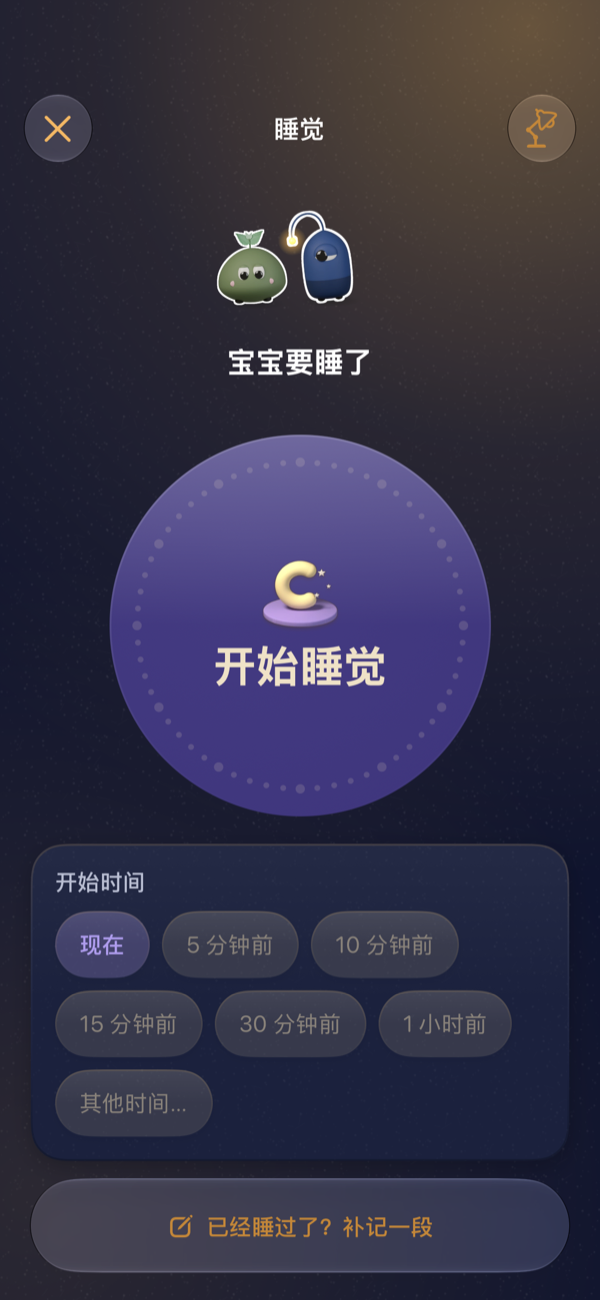 睡觉
宝宝要睡了
开始睡觉
开始时间
现在
5 分钟前
10 分钟前
15 分钟前
30 分钟前
1 小时前
其他时间...
已经睡过了? 补记一段